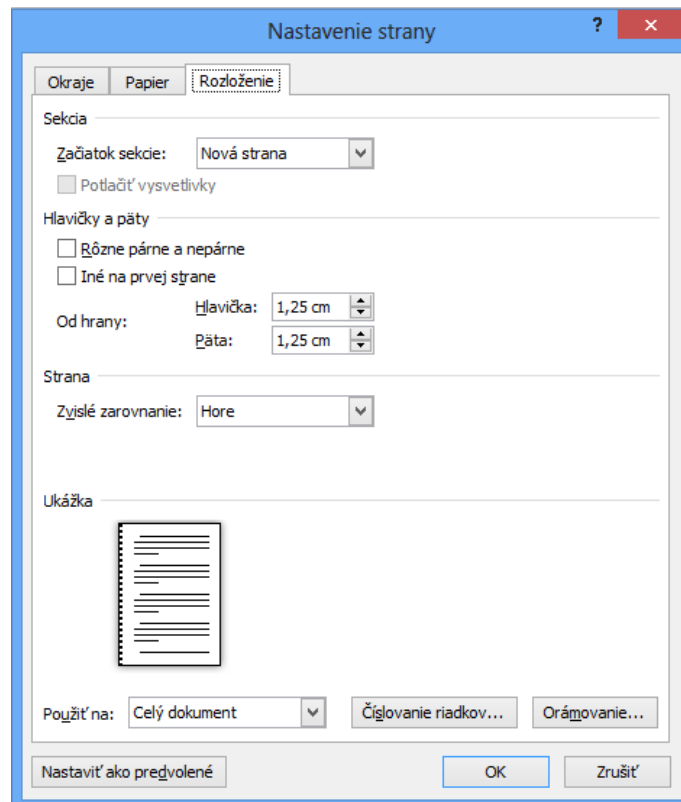 Nastavenie strany ?
Okraje Papier Rozloženie
Sekcia
Začiatok sekcie: Nová strana
Potlačiť vysvetlivky
Hlavičky a päty
Rôzne párne a nepárne
Iné na prvej strane
Od hrany:
Hlavička: 1,25 cm
Päta: 1,25 cm
Strana
Zvislé zarovnanie: Hore
Ukážka
Použiť na: Celý dokument Číslovanie riadkov... Orámovanie...
Nastaviť ako predvolené OK Zrušiť